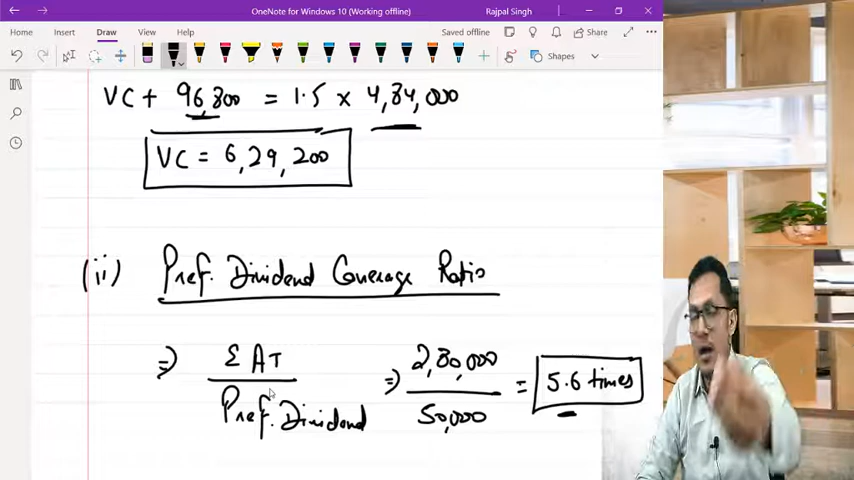 OneNote for Windows 10 (Working offline)
Rajpal Singh
Home Insert Draw View Help
Saved offline
Share
Shapes
VC + 96,800 = 1.5 x 4,84,000
VC = 6,29,200
(ii) Pref. Dividend Coverage Ratio
⇒ EAT / Pref. Dividend ⇒ 2,80,000 / 50,000 = 5.6 times